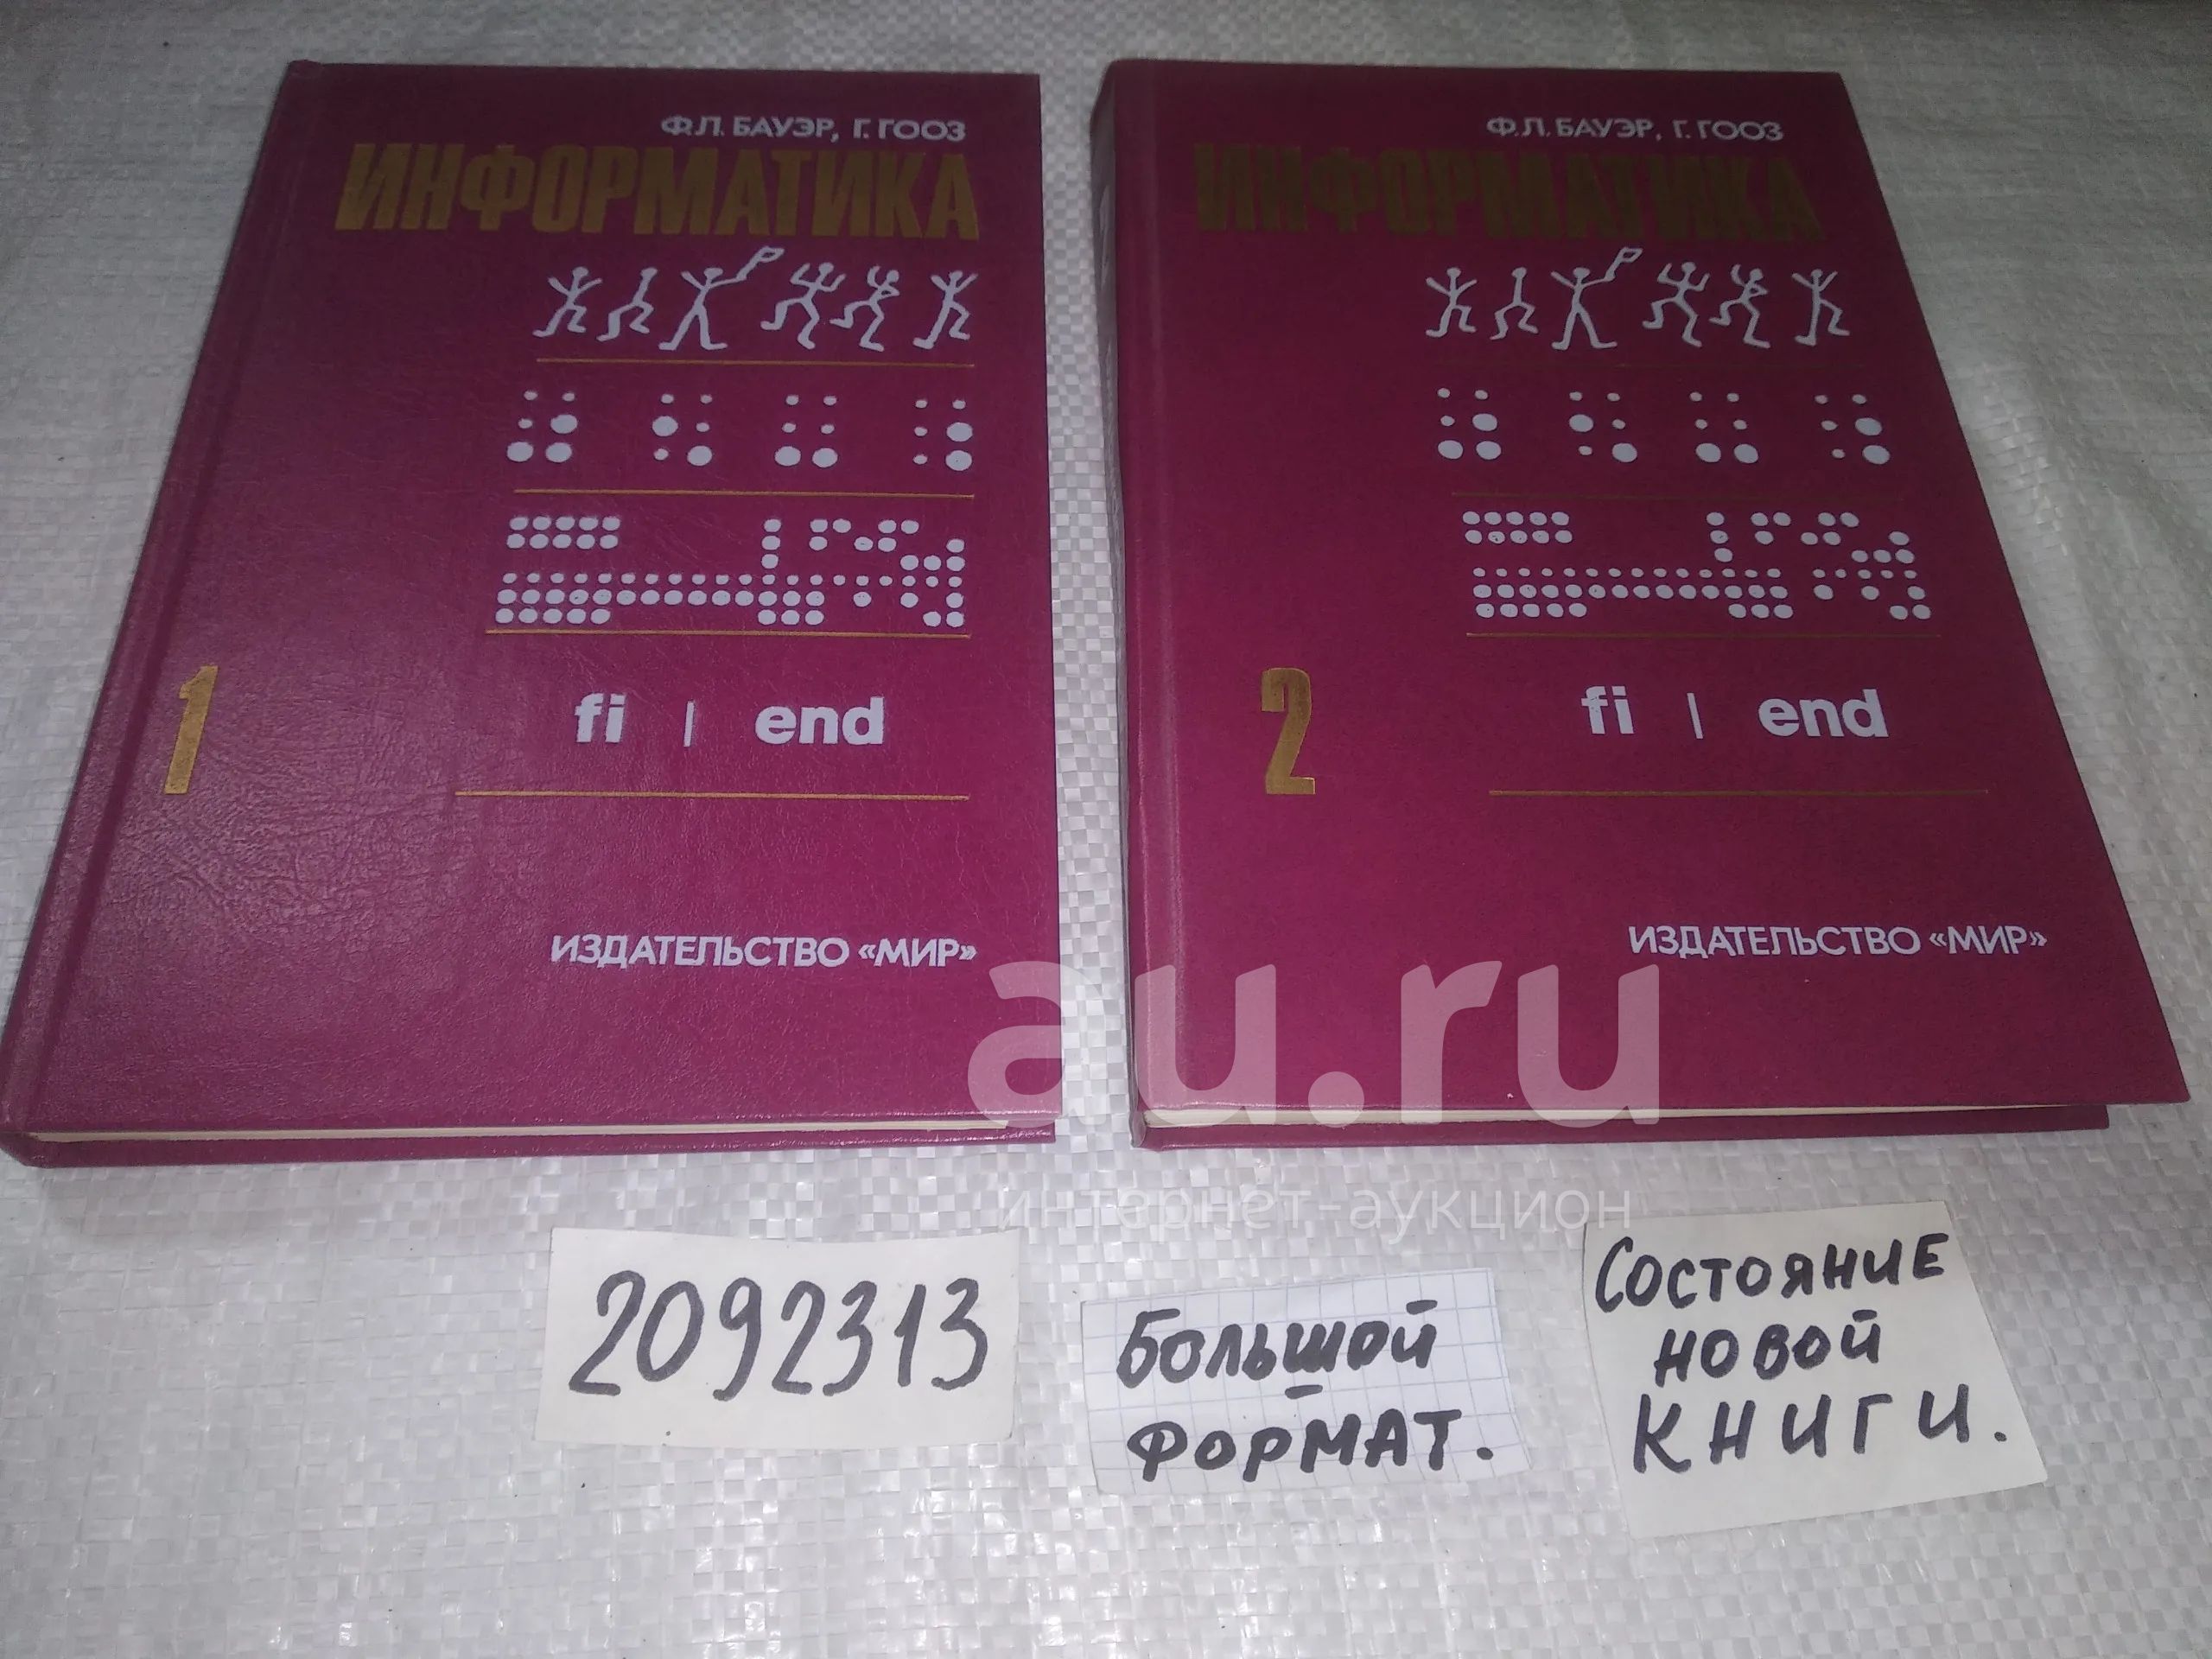 Ф.Л. БАУЭР, Г. ГООЗ
ИНФОРМАТИКА
1
fi | end
ИЗДАТЕЛЬСТВО «МИР»
Ф.Л. БАУЭР, Г. ГООЗ
ИНФОРМАТИКА
2
fi | end
ИЗДАТЕЛЬСТВО «МИР»
au.ru
интернет-аукцион
2092313
БОЛЬШОЙ
ФОРМАТ.
СОСТОЯНИЕ
НОВОЙ
КНИГИ.